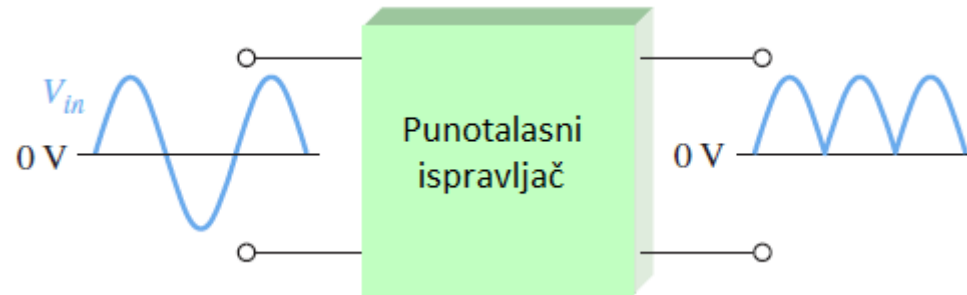 V_in
0 V
Punotalasni
ispravljač
0 V